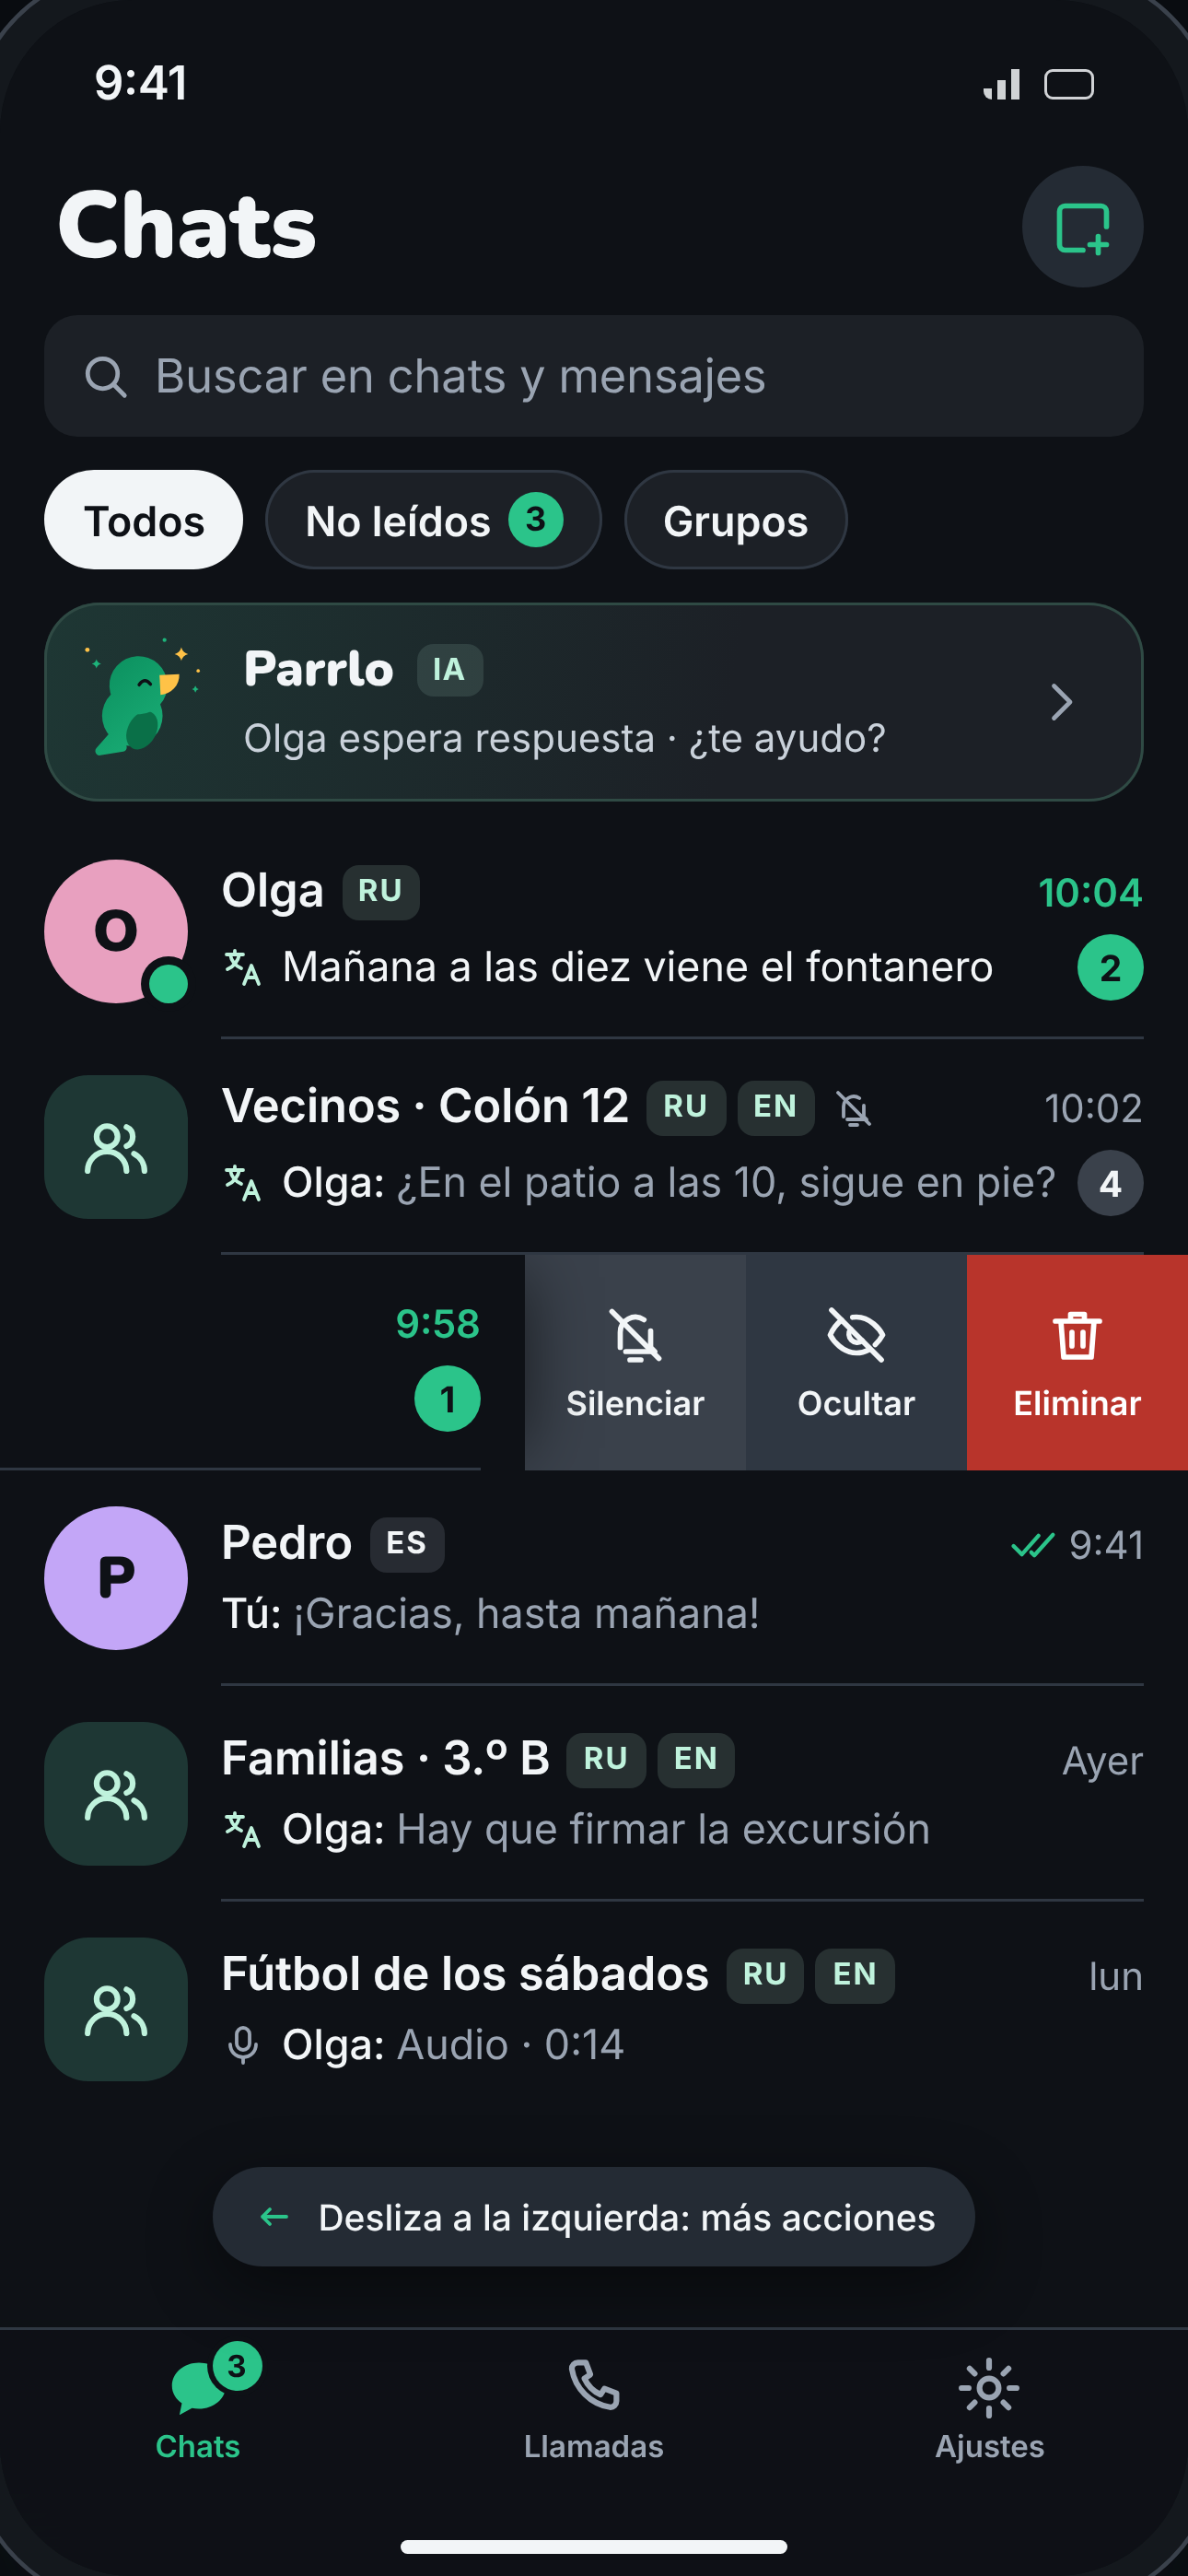 9:41
Chats
Buscar en chats y mensajes
Todos
No leídos 3
Grupos
Parrlo IA
Olga espera respuesta · ¿te ayudo?
O
Olga RU 10:04
Mañana a las diez viene el fontanero 2
Vecinos · Colón 12 RU EN 10:02
Olga: ¿En el patio a las 10, sigue en pie? 4
9:58
1
Silenciar
Ocultar
Eliminar
P
Pedro ES 9:41
Tú: ¡Gracias, hasta mañana!
Familias · 3.º B RU EN Ayer
Olga: Hay que firmar la excursión
Fútbol de los sábados RU EN lun
Olga: Audio · 0:14
← Desliza a la izquierda: más acciones
3
Chats
Llamadas
Ajustes